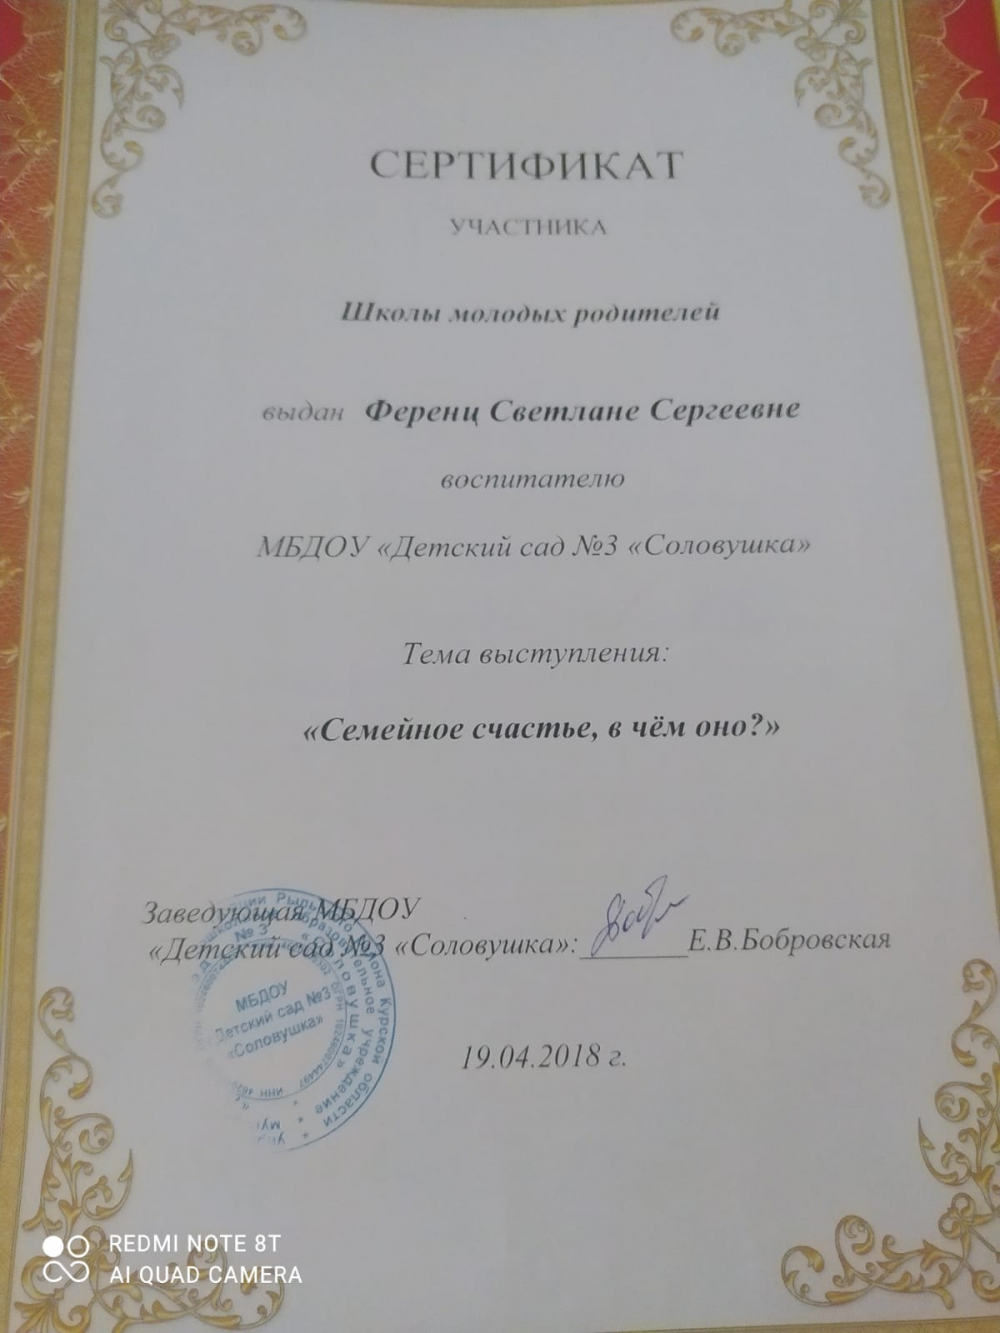 СЕРТИФИКАТ
УЧАСТНИКА
Школы молодых родителей
выдан Ференц Светлане Сергеевне
воспитателю
МБДОУ «Детский сад №3 «Соловушка»
Тема выступления:
«Семейное счастье, в чём оно?»
Заведующая МБДОУ
«Детский сад №3 «Соловушка»:________Е.В.Бобровская
МБДОУ
Детский сад №3
«Соловушка»
19.04.2018 г.
REDMI NOTE 8T
AI QUAD CAMERA